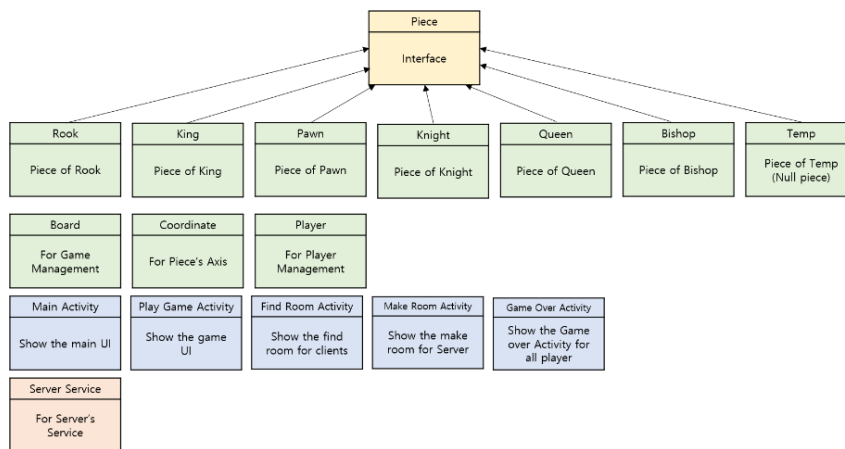 Piece
Interface
Rook
Piece of Rook
King
Piece of King
Pawn
Piece of Pawn
Knight
Piece of Knight
Queen
Piece of Queen
Bishop
Piece of Bishop
Temp
Piece of Temp
(Null piece)
Board
For Game
Management
Coordinate
For Piece's Axis
Player
For Player
Management
Main Activity
Show the main UI
Play Game Activity
Show the game
UI
Find Room Activity
Show the find
room for clients
Make Room Activity
Show the make
room for Server
Game Over Activity
Show the Game
over Activity for
all player
Server Service
For Server's
Service